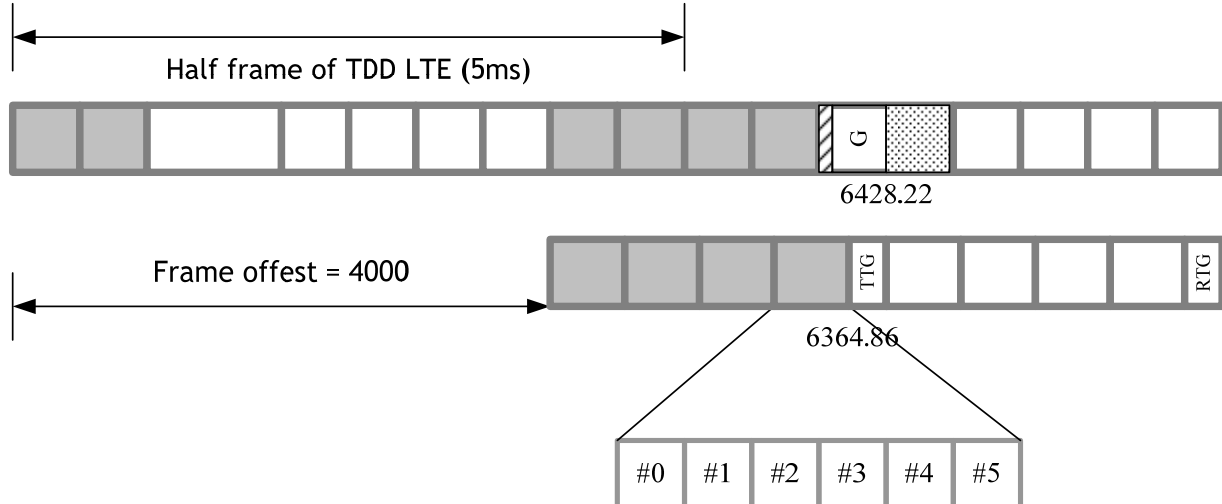 Half frame of TDD LTE (5ms)
G
6428.22
Frame offest = 4000
TTG
RTG
6364.86
#0 #1 #2 #3 #4 #5